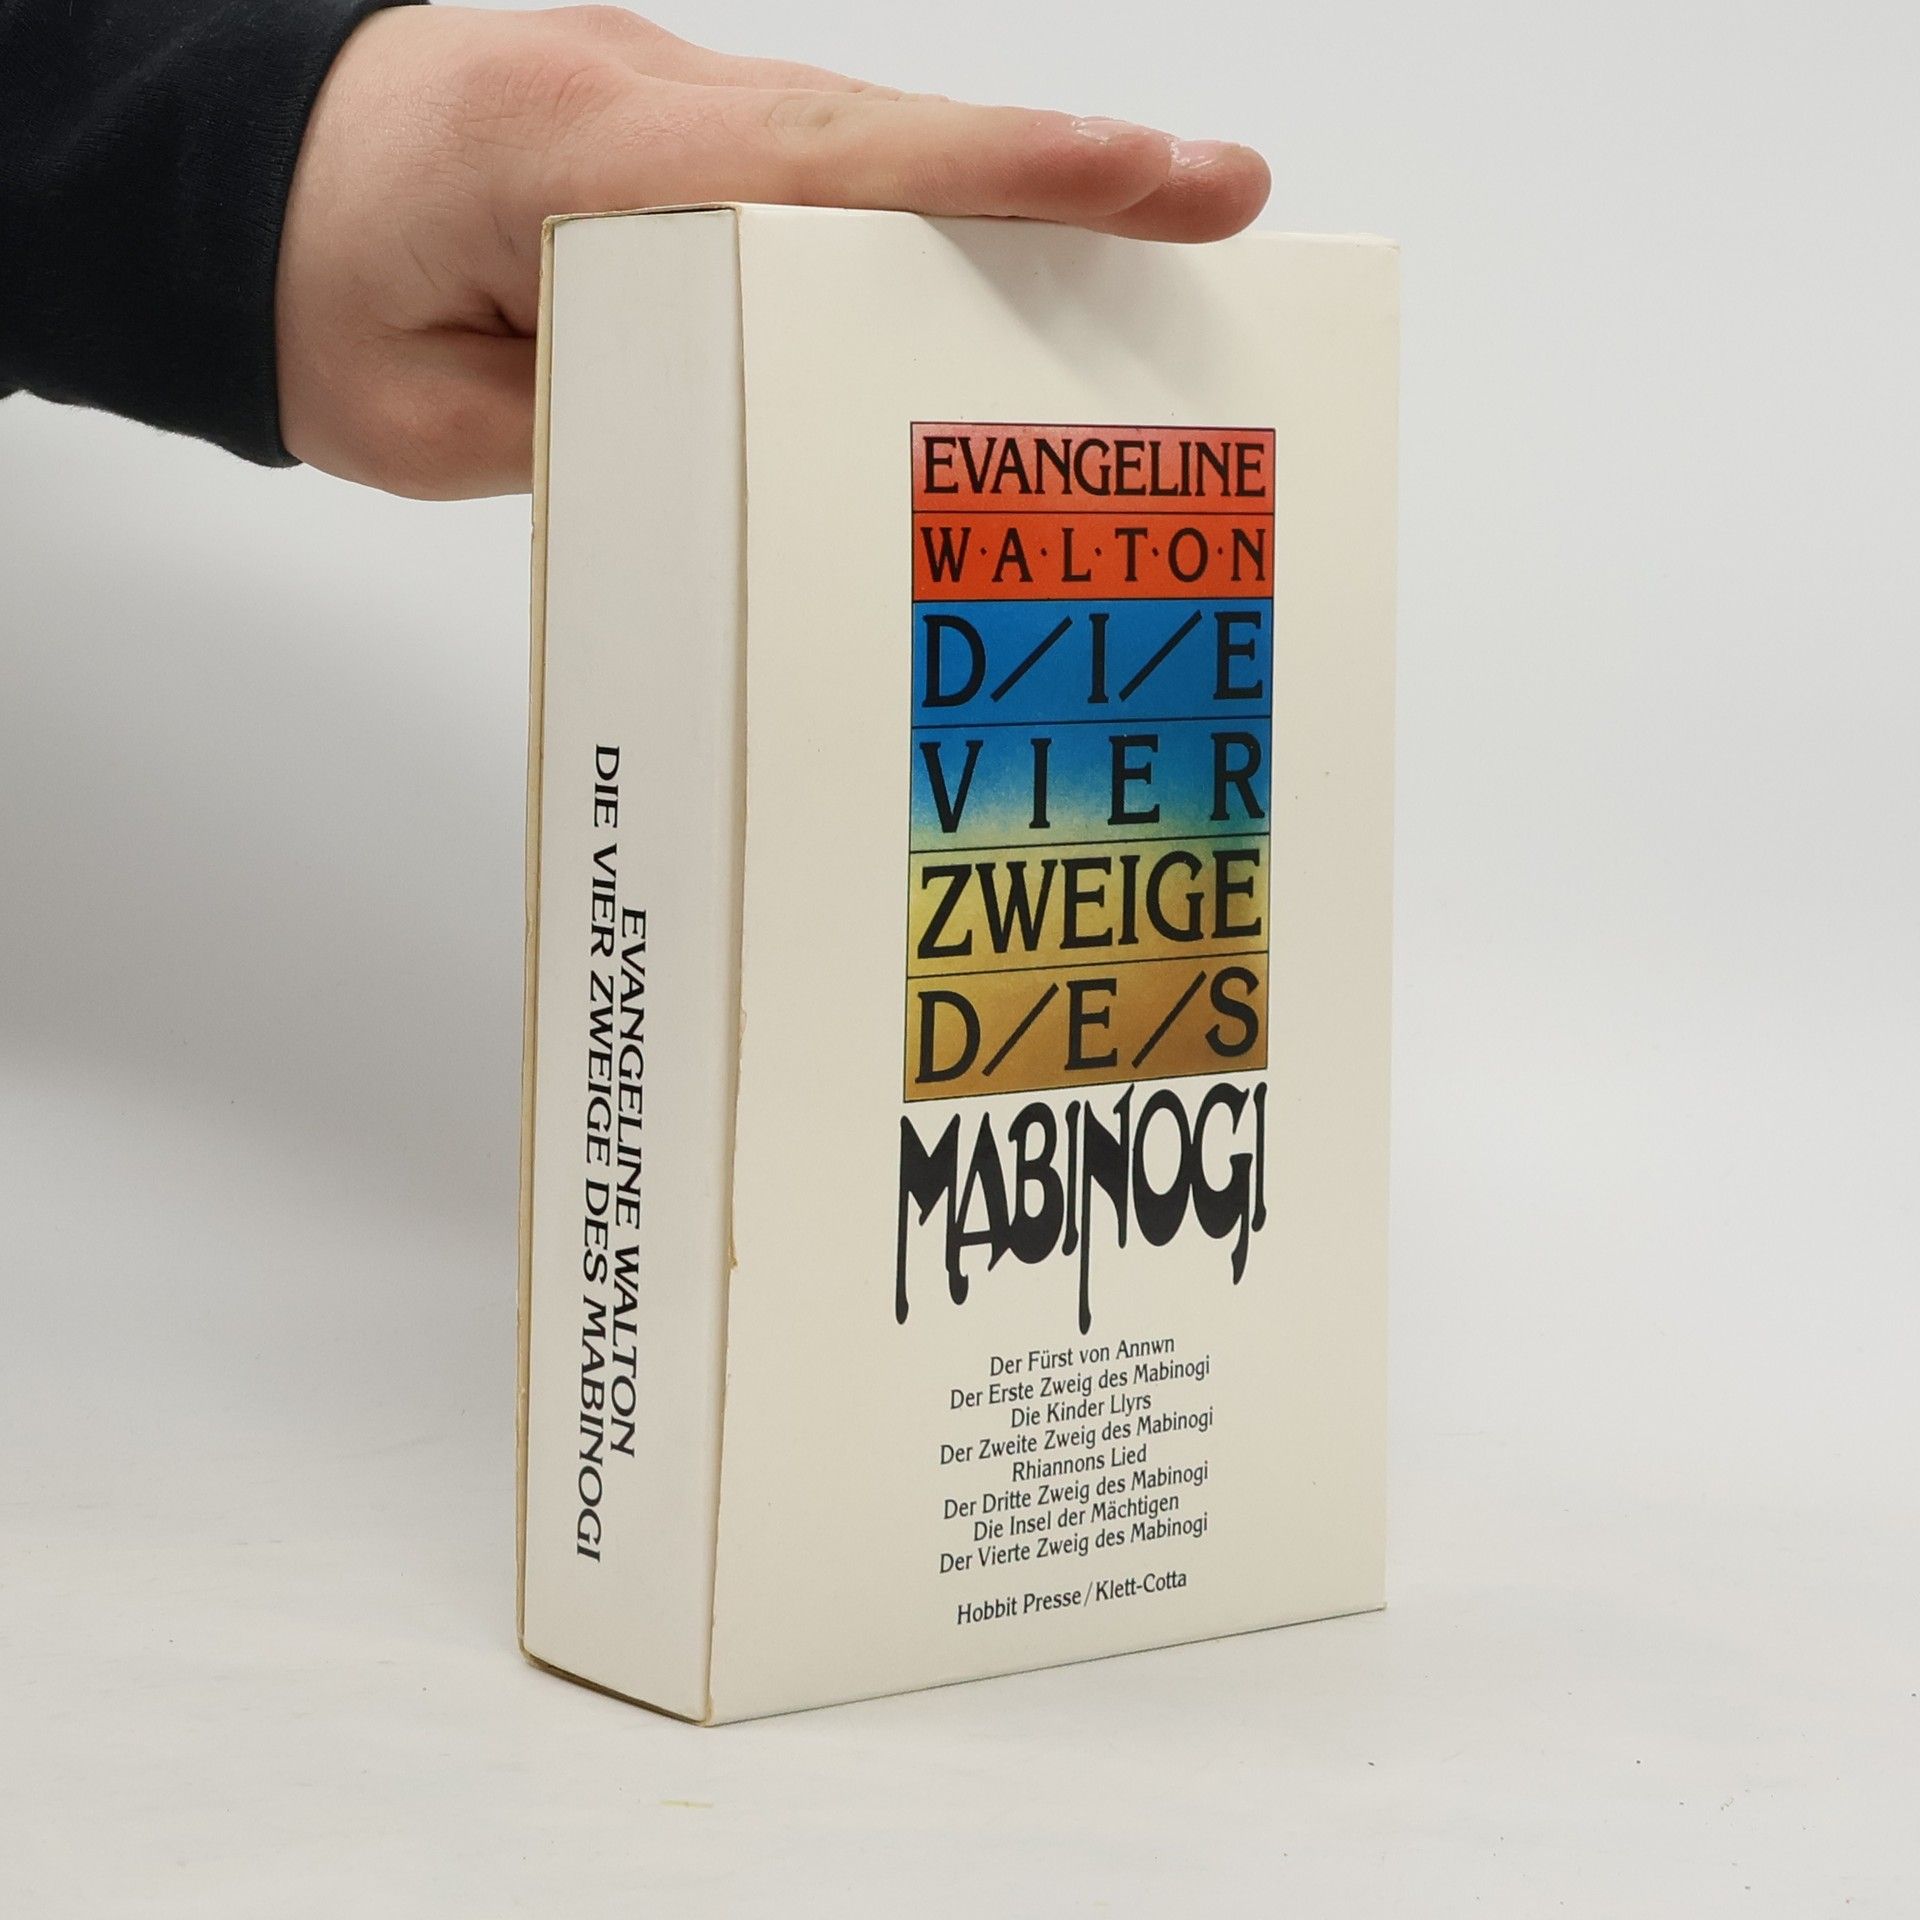 EVANGELINE WALTON
DIE VIER ZWEIGE DES MABINOGI
EVANGELINE
W·A·L·T·O·N
D/I/E
VIER
ZWEIGE
D/E/S
MABINOGI
Der Fürst von Annwn
Der Erste Zweig des Mabinogi
Die Kinder Llyrs
Der Zweite Zweig des Mabinogi
Rhiannons Lied
Der Dritte Zweig des Mabinogi
Die Insel der Mächtigen
Der Vierte Zweig des Mabinogi
Hobbit Presse/Klett-Cotta